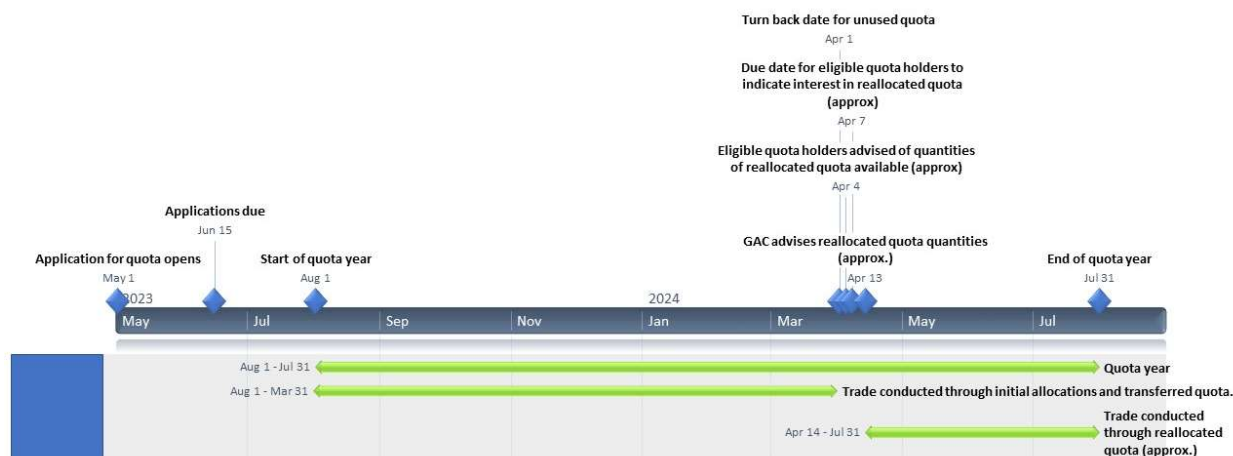 Turn back date for unused quota
Apr 1
Due date for eligible quota holders to
indicate interest in reallocated quota
(approx)
Apr 7
Eligible quota holders advised of quantities
of reallocated quota available (approx)
Apr 4
Applications due
Jun 15
GAC advises reallocated quota quantities
(approx.)
Apr 13
Application for quota opens
May 1
Start of quota year
Aug 1
End of quota year
Jul 31
2023
2024
May
Jul
Sep
Nov
Jan
Mar
May
Jul
Aug 1 - Jul 31
Quota year
Aug 1 - Mar 31
Trade conducted through initial allocations and transferred quota.
Apr 14 - Jul 31
Trade conducted
through reallocated
quota (approx.)